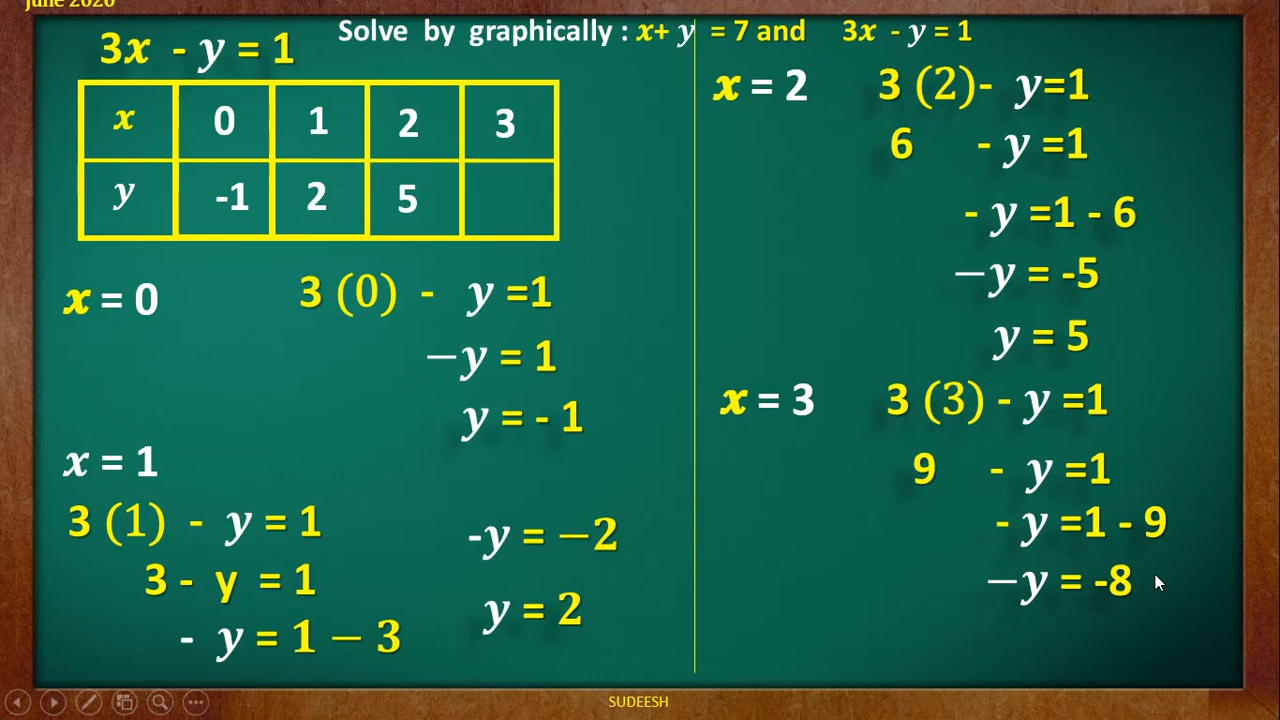 june 2020
Solve by graphically : x+ y = 7 and 3x - y = 1
3x - y = 1
x 0 1 2 3
y -1 2 5
x = 0 3 (0) - y =1
−y = 1
y = - 1
x = 1
3 (1) - y = 1
3 - y = 1
- y = 1 − 3
-y = −2
y = 2
x = 2 3 (2)- y=1
6 - y =1
- y =1 - 6
−y = -5
y = 5
x = 3 3 (3) - y =1
9 - y =1
- y =1 - 9
−y = -8
SUDEESH